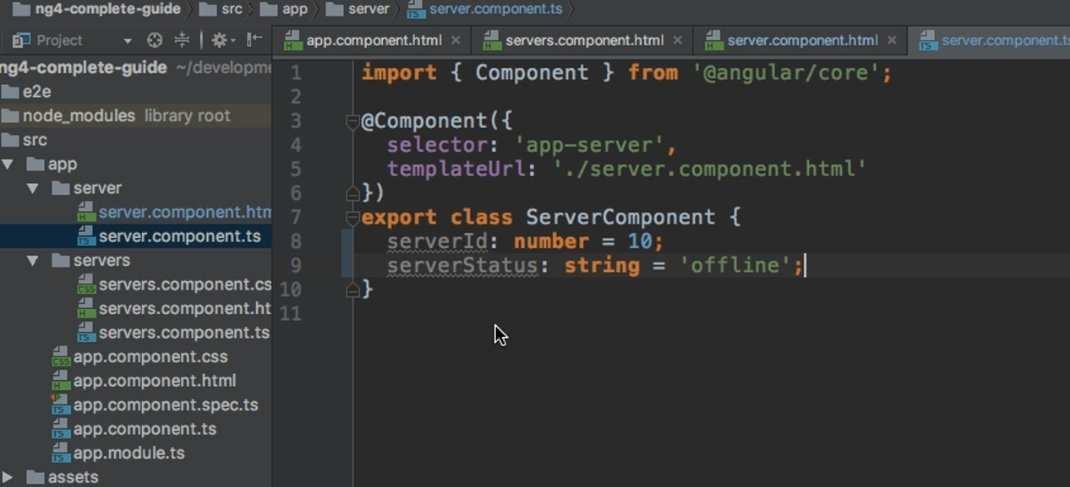 ng4-complete-guide src app server server.component.ts
Project
app.component.html × servers.component.html × server.component.html × server.component.ts
ng4-complete-guide ~/developme
e2e
node_modules library root
src
app
server
server.component.htm
server.component.ts
servers
servers.component.cs
servers.component.ht
servers.component.ts
app.component.css
app.component.html
app.component.spec.ts
app.component.ts
app.module.ts
assets
1 import { Component } from '@angular/core';
2
3 @Component({
4 selector: 'app-server',
5 templateUrl: './server.component.html'
6 })
7 export class ServerComponent {
8 serverId: number = 10;
9 serverStatus: string = 'offline';
10 }
11